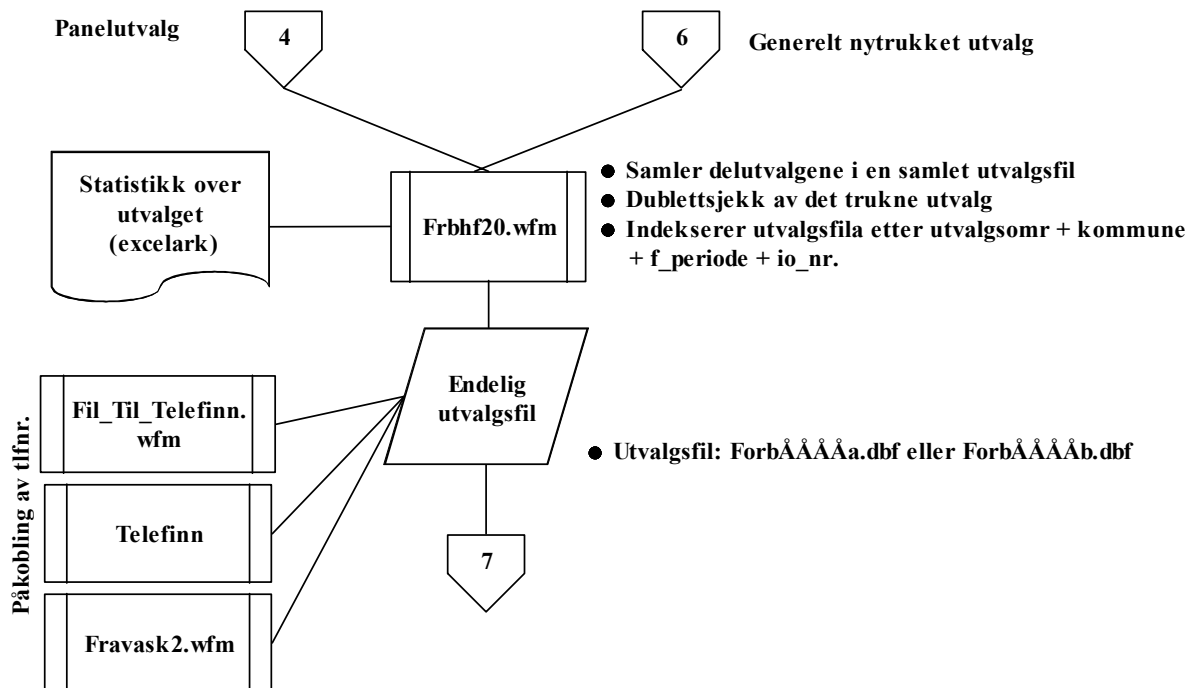 Panelutvalg
4
6
Generelt nytrukket utvalg
Statistikk over
utvalget
(excelark)
Frbhf20.wfm
● Samler delutvalgene i en samlet utvalgsfil
● Dublettsjekk av det trukne utvalg
● Indekserer utvalgsfila etter utvalgsomr + kommune
+ f_periode + io_nr.
Endelig
utvalgsfil
● Utvalgsfil: ForbÅÅÅÅa.dbf eller ForbÅÅÅÅb.dbf
Påkobling av tlfnr.
Fil_Til_Telefinn.
wfm
Telefinn
Fravask2.wfm
7